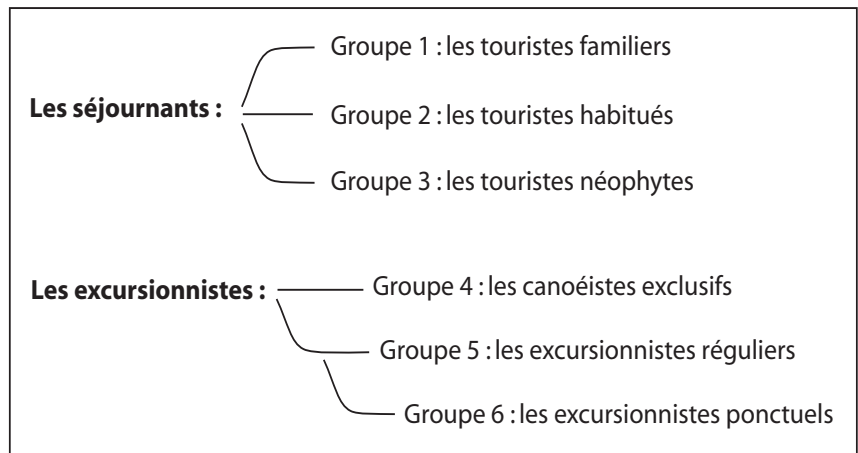 Groupe 1 : les touristes familiers
Les séjournants :
Groupe 2 : les touristes habitués
Groupe 3 : les touristes néophytes
Les excursionnistes :
Groupe 4 : les canoéistes exclusifs
Groupe 5 : les excursionnistes réguliers
Groupe 6 : les excursionnistes ponctuels